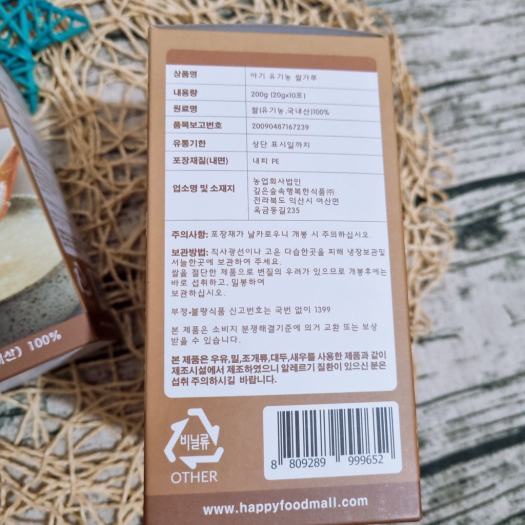 상품명 아기 유기농 쌀가루
내용량 200g (20g×10포)
원료명 쌀(유기농,국내산)100%
품목보고번호 20090487167239
유통기한 상단 표시일까지
포장재질(내면) 내피 PE
업소명 및 소재지 농업회사법인
깊은숲속행복한식품㈜
전라북도 익산시 여산면
옥금동길235
주의사항: 포장재가 날카로우니 개봉 시 주의하십시오.
보관방법: 직사광선이나 고온 다습한곳을 피해 냉장보관및
서늘한곳에 보관하여 주세요.
쌀을 절단한 제품으로 변질의 우려가 있으므로 개봉후에는
바로 섭취하고, 밀봉하여
보관하십시오.
부정·불량식품 신고번호는 국번 없이 1399
본 제품은 소비자 분쟁해결기준에 의거 교환 또는 보상
받을 수 있습니다.
본 제품은 우유,밀,조개류,대두,새우를 사용한 제품과 같이
제조시설에서 제조하였으니 알레르기 질환이 있으신 분은
섭취 주의하시길 바랍니다.
비닐류
OTHER
8 809289 999652
www.happyfoodmall.com
산) 100%